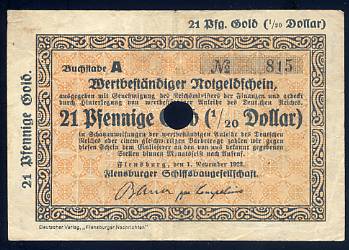 21 Pfg. Gold (1/20 Dollar)
Buchstabe A
№ 815
Wertbeständiger Notgeldschein,
ausgegeben mit Genehmigung des Reichsministers der Finanzen und gedeckt
durch Hinterlegung von wertbeständiger Anleihe des Deutschen Reiches.
21 Pfennige Gold (1/20 Dollar)
in Schatzanweisungen der wertbeständigen Anleihe des Deutschen
Reiches oder einem gleichwertigen Barbetrage zahlen wir gegen
diesen Schein dem Einlieferer an den von uns bekannt gegebenen
Stellen binnen Monatsfrist nach Aufruf.
Flensburg, den 1. November 1923.
Flensburger Schiffsbaugesellschaft.
21 Pfennige Gold.
Deutscher Verlag, „Flensburger Nachrichten"